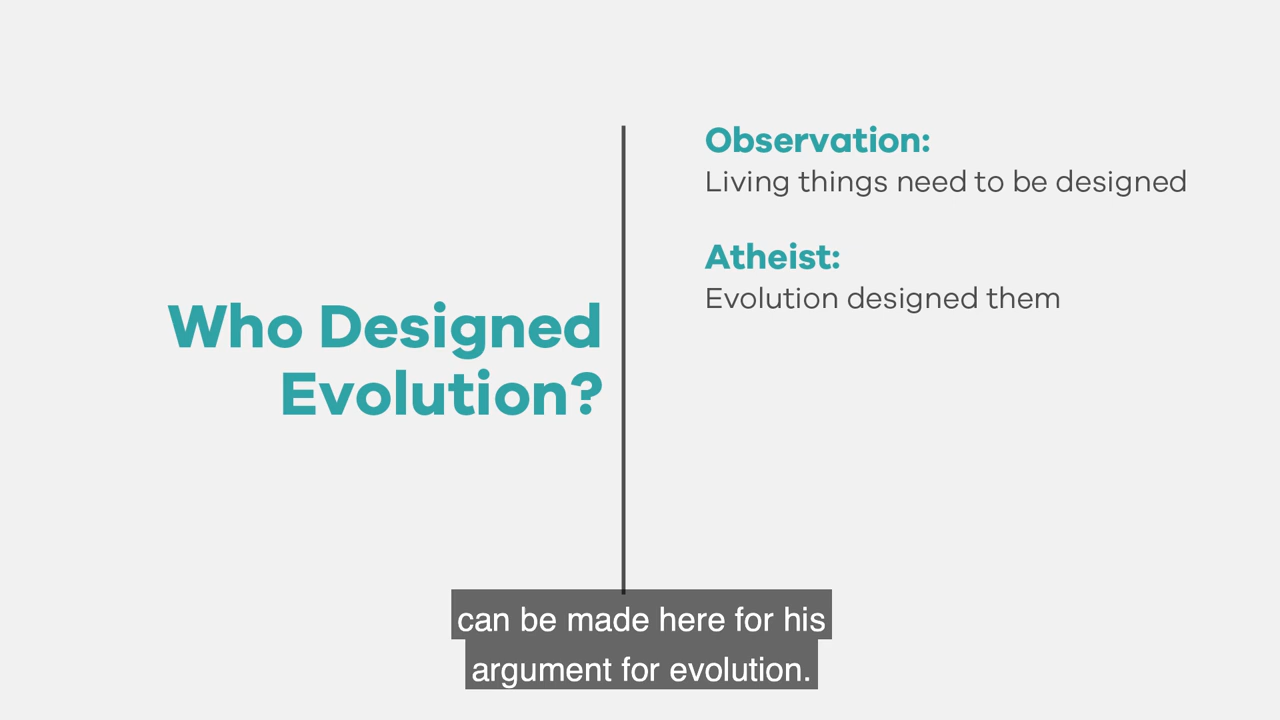 Who Designed
Evolution?
Observation:
Living things need to be designed
Atheist:
Evolution designed them
can be made here for his
argument for evolution.